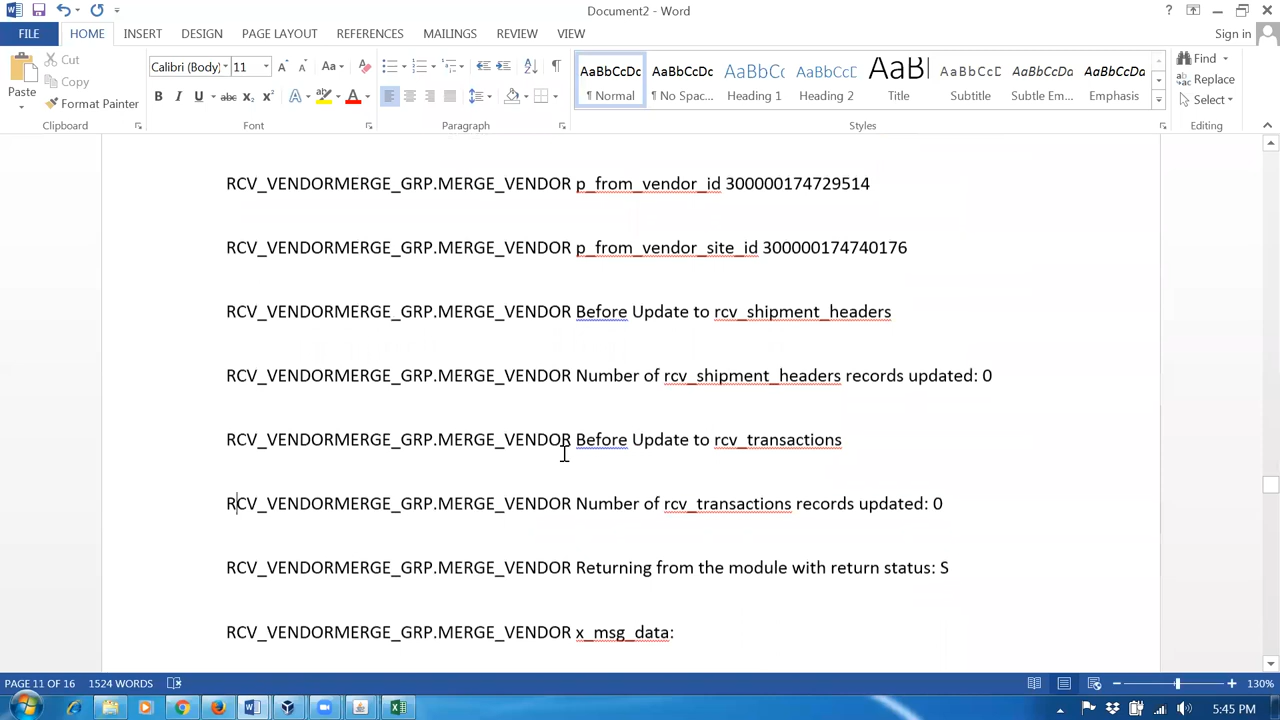 Document2 - Word
Sign in
FILE HOME INSERT DESIGN PAGE LAYOUT REFERENCES MAILINGS REVIEW VIEW
Paste
Cut
Copy
Format Painter
Clipboard
Calibri (Body) 11
Font
Paragraph
AaBbCcDc AaBbCcDc AaBbCc AaBbCcD AaBb AaBbCcD AaBbCcDc AaBbCcDc
¶ Normal ¶ No Spac... Heading 1 Heading 2 Title Subtitle Subtle Em... Emphasis
Styles
Find
Replace
Select
Editing
RCV_VENDORMERGE_GRP.MERGE_VENDOR p_from_vendor_id 300000174729514
RCV_VENDORMERGE_GRP.MERGE_VENDOR p_from_vendor_site_id 300000174740176
RCV_VENDORMERGE_GRP.MERGE_VENDOR Before Update to rcv_shipment_headers
RCV_VENDORMERGE_GRP.MERGE_VENDOR Number of rcv_shipment_headers records updated: 0
RCV_VENDORMERGE_GRP.MERGE_VENDOR Before Update to rcv_transactions
RCV_VENDORMERGE_GRP.MERGE_VENDOR Number of rcv_transactions records updated: 0
RCV_VENDORMERGE_GRP.MERGE_VENDOR Returning from the module with return status: S
RCV_VENDORMERGE_GRP.MERGE_VENDOR x_msg_data:
PAGE 11 OF 16 1524 WORDS 130%
5:45 PM